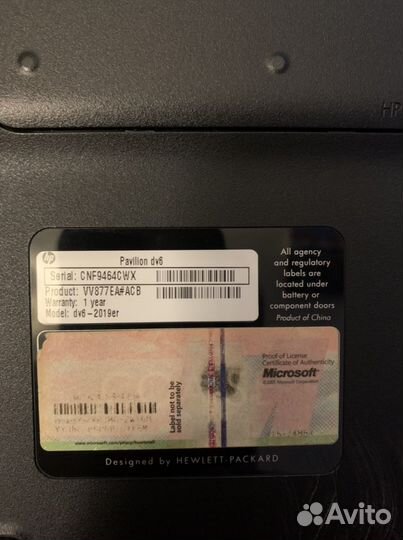 HP
hp
Pavilion dv6
Serial: CNF9464CWX
Product: VV877EA#ACB
Warranty: 1 year
Model: dv6-2019er
All agency
and regulatory
labels are
located under
battery or
component doors
Product of China
Proof of License
Certificate of Authenticity
Microsoft
Label not to be
sold separately
Designed by HEWLETT-PACKARD
Avito